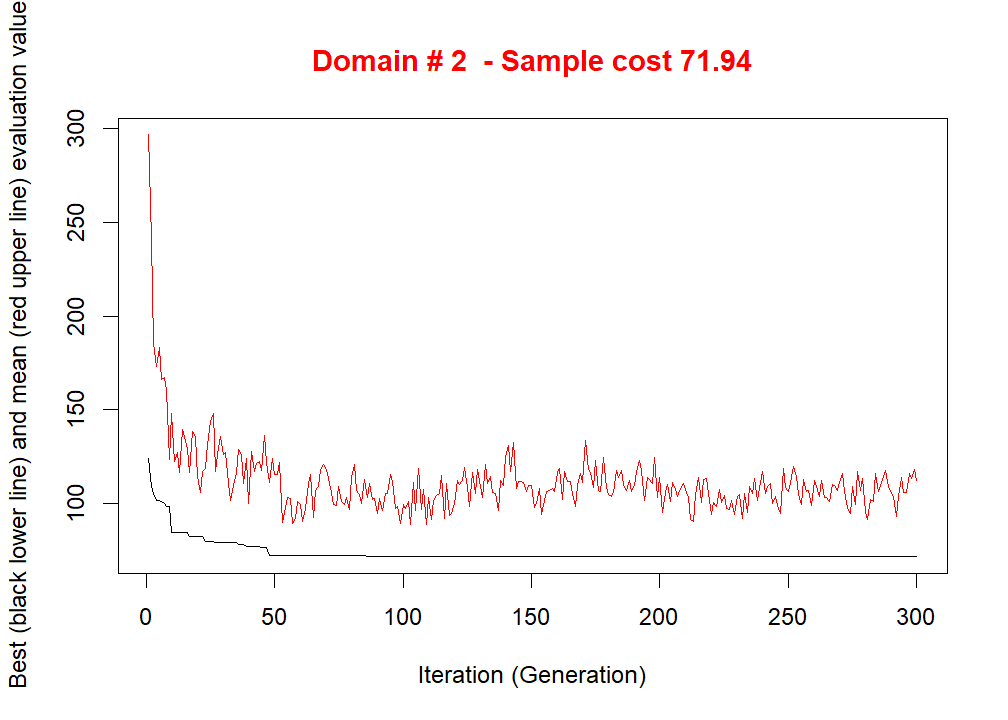 Domain # 2  - Sample cost 71.94
Best (black lower line) and mean (red upper line) evaluation value
300
250
200
150
100
0 50 100 150 200 250 300
Iteration (Generation)